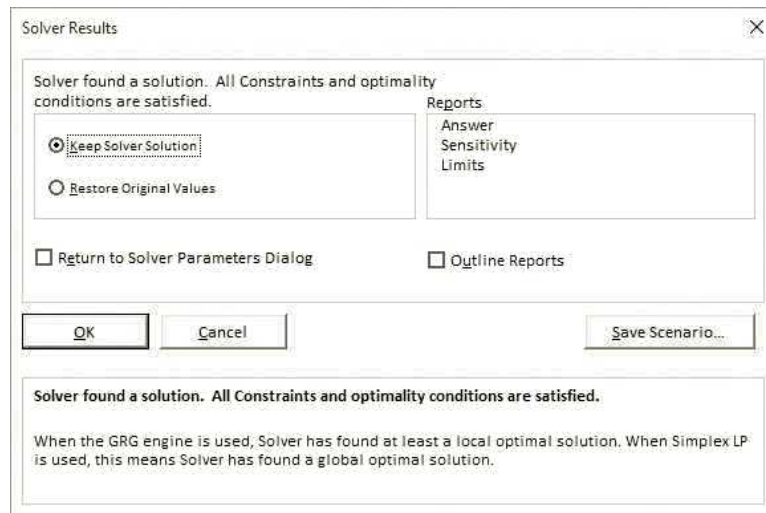 Solver Results
Solver found a solution. All Constraints and optimality
conditions are satisfied.
Keep Solver Solution
Restore Original Values
Reports
Answer
Sensitivity
Limits
Return to Solver Parameters Dialog
Outline Reports
OK
Cancel
Save Scenario...
Solver found a solution. All Constraints and optimality conditions are satisfied.
When the GRG engine is used, Solver has found at least a local optimal solution. When Simplex LP
is used, this means Solver has found a global optimal solution.